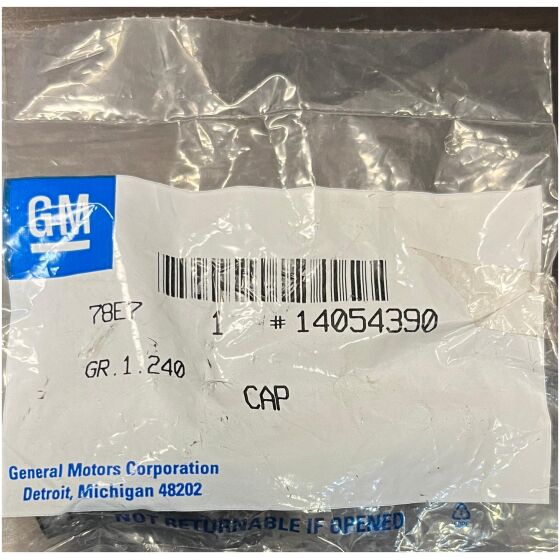 GM
78E7
1 #14054390
GR.1.240
CAP
General Motors Corporation
Detroit, Michigan 48202
NOT RETURNABLE IF OPENED